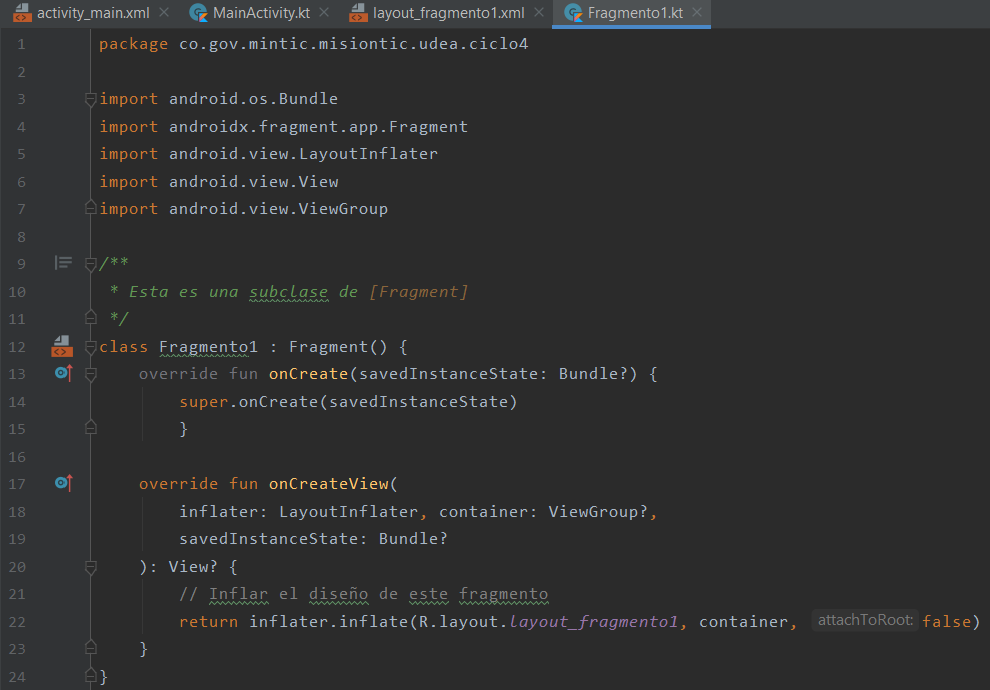 activity_main.xml MainActivity.kt layout_fragmento1.xml Fragmento1.kt
1 package co.gov.mintic.misiontic.udea.ciclo4
2
3 import android.os.Bundle
4 import androidx.fragment.app.Fragment
5 import android.view.LayoutInflater
6 import android.view.View
7 import android.view.ViewGroup
8
9 /**
10 * Esta es una subclase de [Fragment]
11 */
12 class Fragmento1 : Fragment() {
13 override fun onCreate(savedInstanceState: Bundle?) {
14 super.onCreate(savedInstanceState)
15 }
16
17 override fun onCreateView(
18 inflater: LayoutInflater, container: ViewGroup?,
19 savedInstanceState: Bundle?
20 ): View? {
21 // Inflar el diseño de este fragmento
22 return inflater.inflate(R.layout.layout_fragmento1, container, attachToRoot: false)
23 }
24 }